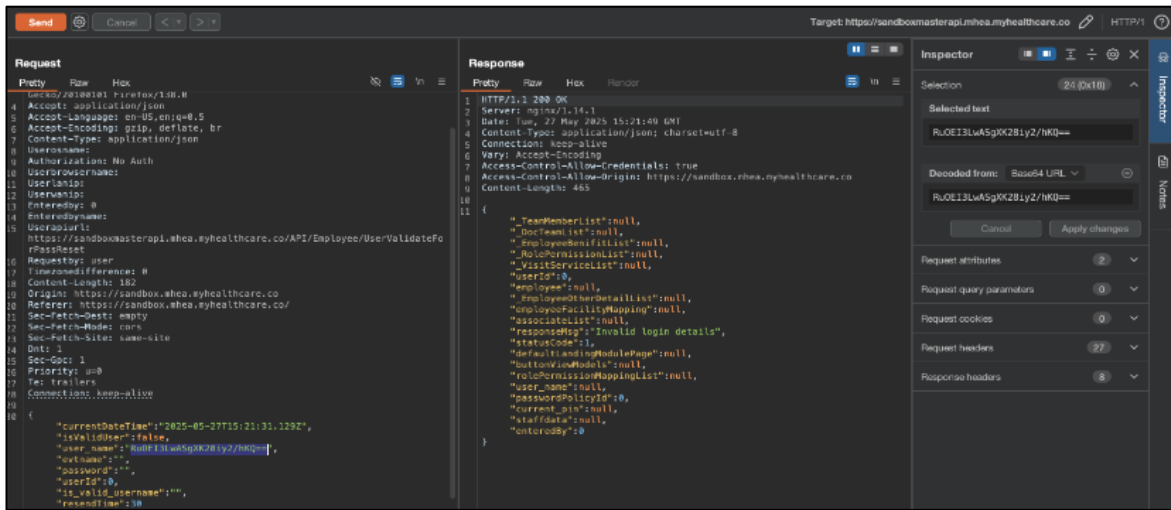 Send Cancel < > Target: https://sandboxmasterapi.mhea.myhealthcare.co HTTP/1
Request
Pretty Raw Hex \n
Gecko/20100101 Firefox/138.0
4 Accept: application/json
5 Accept-Language: en-US,en;q=0.5
6 Accept-Encoding: gzip, deflate, br
7 Content-Type: application/json
8 Userosname:
9 Authorization: No Auth
10 Userbrowsername:
11 Userlanip:
12 Userwanip:
13 Enteredby: 0
14 Enteredbyname:
15 Userapiurl:
https://sandboxmasterapi.mhea.myhealthcare.co/API/Employee/UserValidateFo
rPassReset
16 Requestby: user
17 Timezonedifference: 0
18 Content-Length: 182
19 Origin: https://sandbox.mhea.myhealthcare.co
20 Referer: https://sandbox.mhea.myhealthcare.co/
21 Sec-Fetch-Dest: empty
22 Sec-Fetch-Mode: cors
23 Sec-Fetch-Site: same-site
24 Dnt: 1
25 Sec-Gpc: 1
26 Priority: u=0
27 Te: trailers
28 Connection: keep-alive
29
30 {
"currentDateTime":"2025-05-27T15:21:31.129Z",
"isValidUser":false,
"user_name":"RuOEI3LwASgXK28iy2/hKQ==",
"extname":"",
"password":"",
"userId":0,
"is_valid_username":"",
"resendTime":30
Response
Pretty Raw Hex Render \n
1 HTTP/1.1 200 OK
2 Server: nginx/1.14.1
3 Date: Tue, 27 May 2025 15:21:49 GMT
4 Content-Type: application/json; charset=utf-8
5 Connection: keep-alive
6 Vary: Accept-Encoding
7 Access-Control-Allow-Credentials: true
8 Access-Control-Allow-Origin: https://sandbox.mhea.myhealthcare.co
9 Content-Length: 465
10
11 {
"_TeamMemberList":null,
"_DocTeamList":null,
"_EmployeeBenifitList":null,
"_RolePermissionList":null,
"_VisitServiceList":null,
"userId":0,
"employee":null,
"_EmployeeOtherDetailList":null,
"employeeFacilityMapping":null,
"associateList":null,
"responseMsg":"Invalid login details",
"statusCode":1,
"defaultLandingModulePage":null,
"buttonViewModels":null,
"rolePermissionMappingList":null,
"user_name":null,
"passwordPolicyId":0,
"current_pin":null,
"staffdata":null,
"enteredBy":0
}
Inspector
Selection 24 (0x18)
Selected text
RuOEI3LwASgXK28iy2/hKQ==
Decoded from: Base64 URL
RuOEI3LwASgXK28iy2/hKQ==
Cancel Apply changes
Request attributes 2
Request query parameters 0
Request cookies 0
Request headers 27
Response headers 8
Inspector
Notes